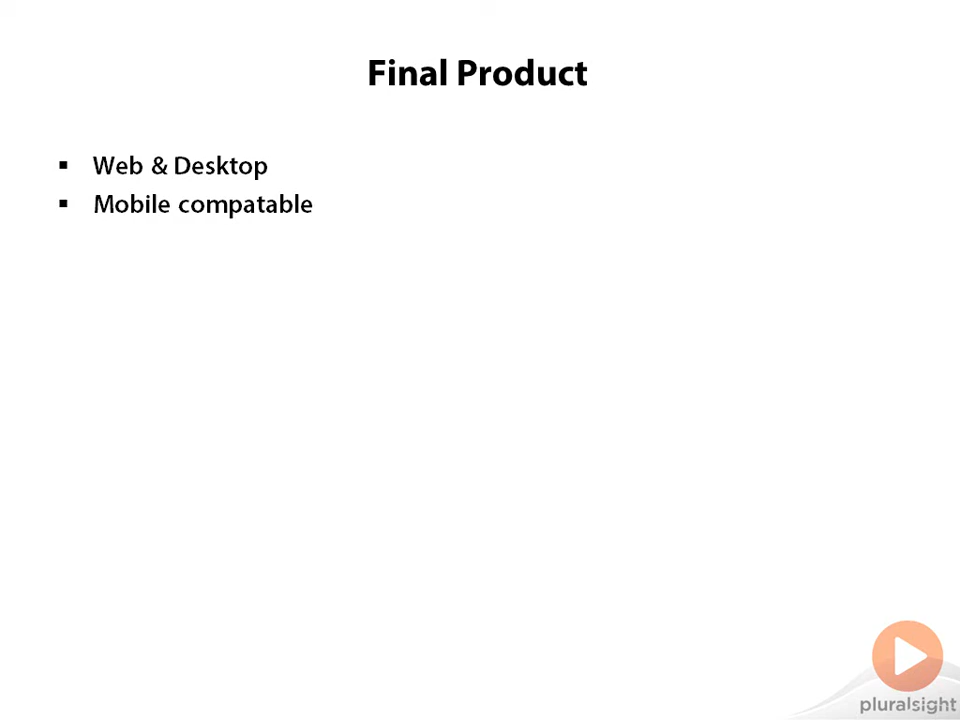 Final Product
▪ Web & Desktop
▪ Mobile compatable
pluralsight